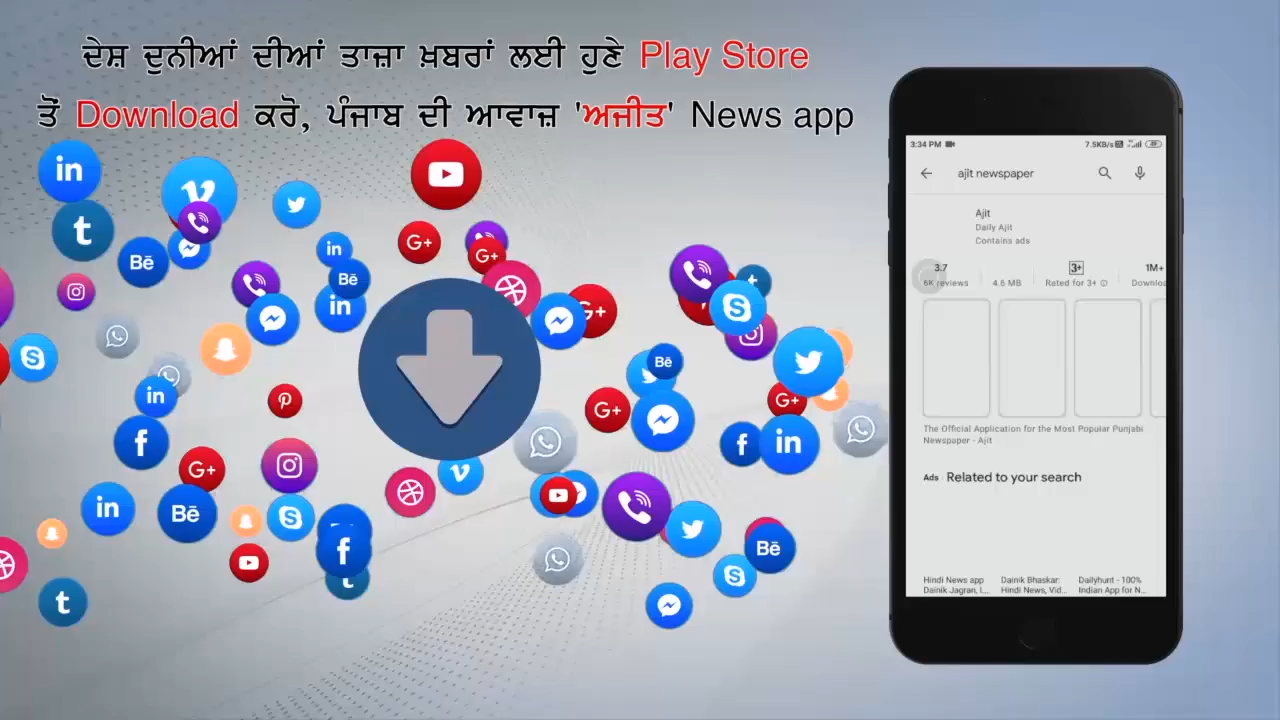 ਦੇਸ਼ ਦੁਨੀਆਂ ਦੀਆਂ ਤਾਜ਼ਾ ਖ਼ਬਰਾਂ ਲਈ ਹੁਣੇ Play Store
ਤੋਂ Download ਕਰੋ, ਪੰਜਾਬ ਦੀ ਆਵਾਜ਼ 'ਅਜੀਤ' News app
3:34 PM 7.5KB/s
ajit newspaper
Ajit
Daily Ajit
Contains ads
3.7 3+ 1M+
6K reviews 4.6 MB Rated for 3+ Downloa
The Official Application for the Most Popular Punjabi
Newspaper - Ajit
Ads Related to your search
Hindi News app Dainik Bhaskar: Dailyhunt - 100%
Dainik Jagran, L... Hindi News, Vid... Indian App for N...